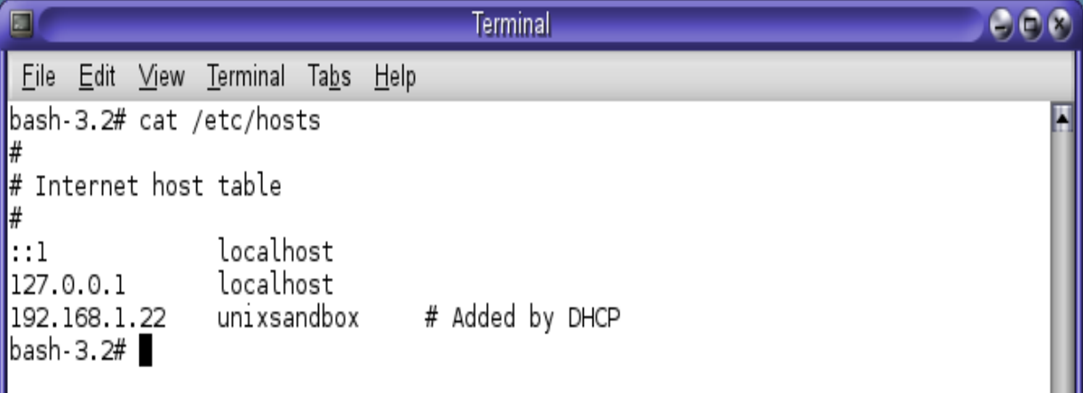 Terminal
File Edit View Terminal Tabs Help
bash-3.2# cat /etc/hosts
#
# Internet host table
#
::1 localhost
127.0.0.1 localhost
192.168.1.22 unixsandbox # Added by DHCP
bash-3.2#